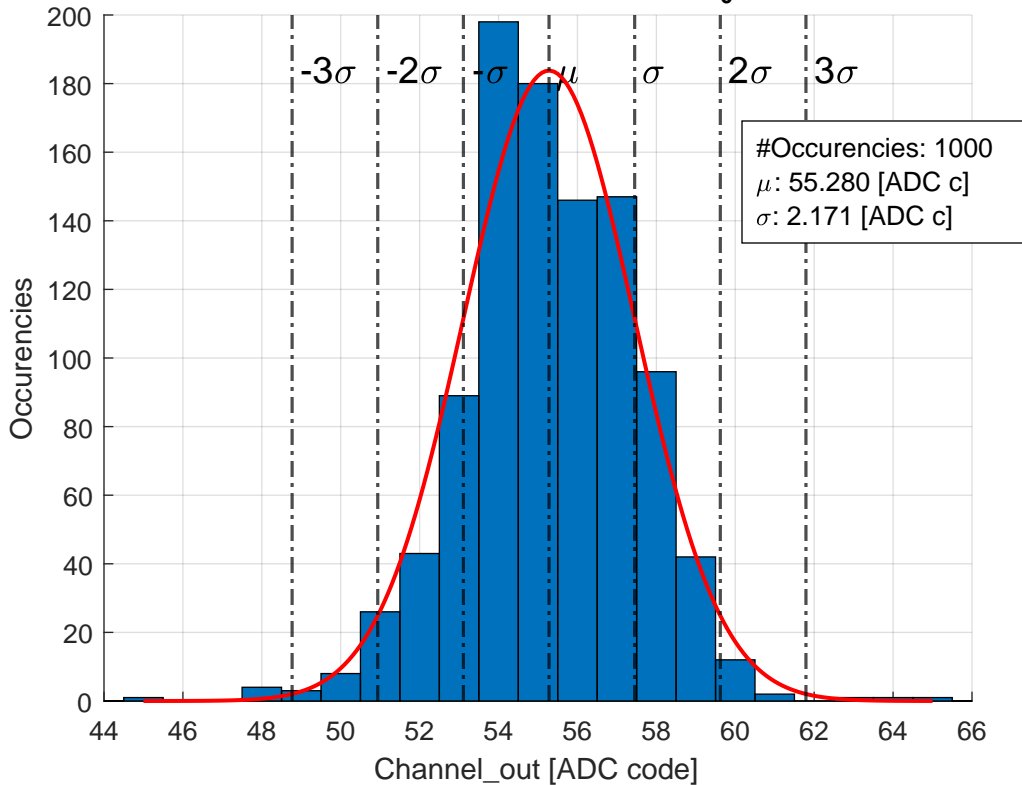 200
180
160
140
120
100
80
60
40
20
0
Occurencies
-3σ -2σ -σ μ σ 2σ 3σ
#Occurencies: 1000
μ: 55.280 [ADC c]
σ: 2.171 [ADC c]
44 46 48 50 52 54 56 58 60 62 64 66
Channel_out [ADC code]